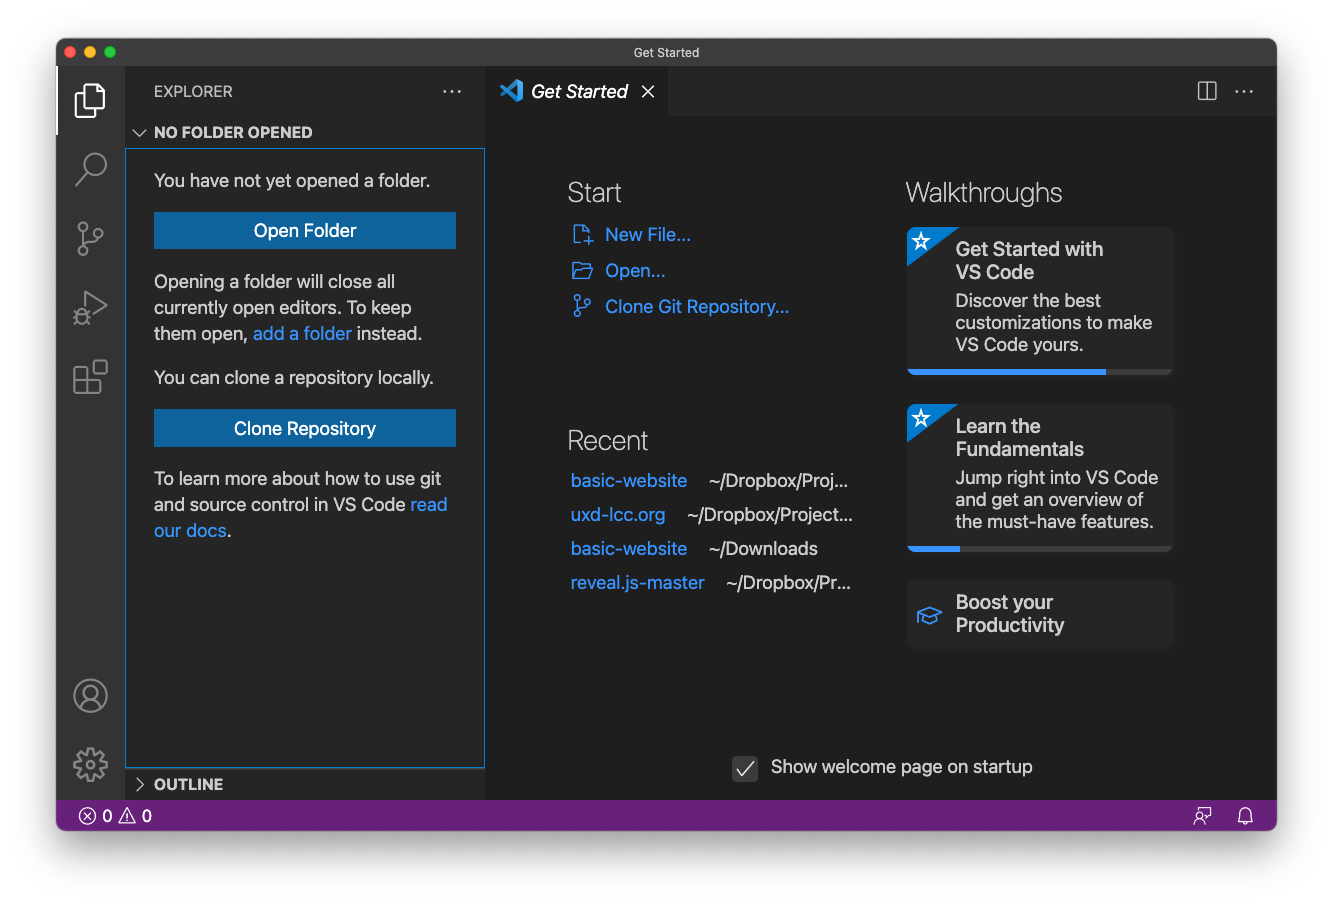 Get Started
EXPLORER
NO FOLDER OPENED
You have not yet opened a folder.
Open Folder
Opening a folder will close all
currently open editors. To keep
them open, add a folder instead.
You can clone a repository locally.
Clone Repository
To learn more about how to use git
and source control in VS Code read
our docs.
OUTLINE
Get Started
Start
New File...
Open...
Clone Git Repository...
Recent
basic-website ~/Dropbox/Proj...
uxd-lcc.org ~/Dropbox/Project...
basic-website ~/Downloads
reveal.js-master ~/Dropbox/Pr...
Walkthroughs
Get Started with
VS Code
Discover the best
customizations to make
VS Code yours.
Learn the
Fundamentals
Jump right into VS Code
and get an overview of
the must-have features.
Boost your
Productivity
Show welcome page on startup
0 0